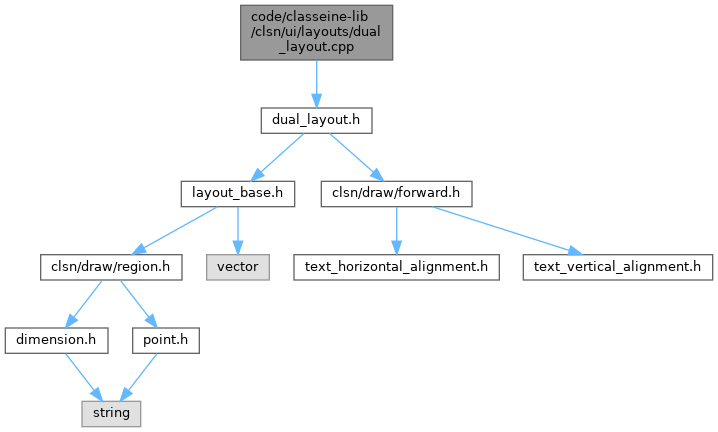 code/classeine-lib
/clsn/ui/layouts/dual
_layout.cpp
dual_layout.h
layout_base.h
clsn/draw/forward.h
clsn/draw/region.h
vector
text_horizontal_alignment.h
text_vertical_alignment.h
dimension.h
point.h
string